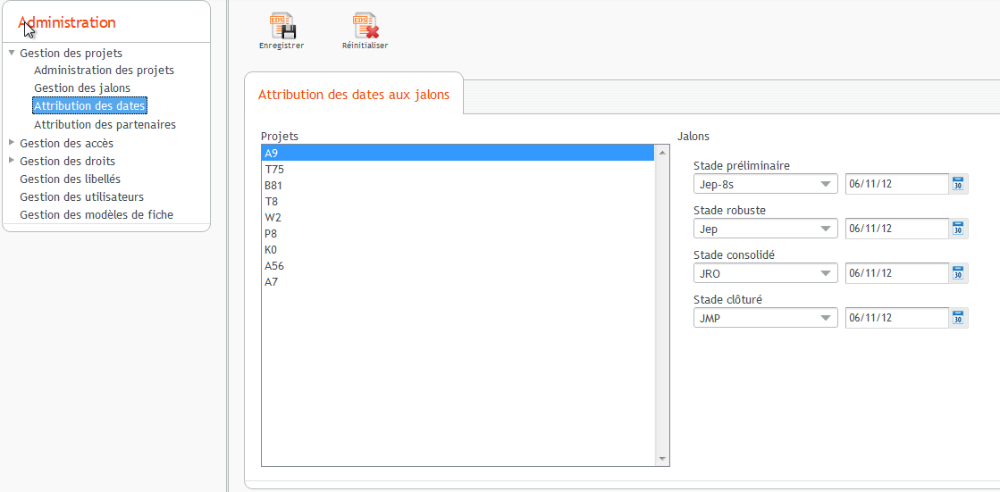 Administration
Gestion des projets
Administration des projets
Gestion des jalons
Attribution des dates
Attribution des partenaires
Gestion des accès
Gestion des droits
Gestion des libellés
Gestion des utilisateurs
Gestion des modèles de fiche
EDS
Enregistrer
EDS
Réinitialiser
Attribution des dates aux jalons
Projets
A9
T75
B81
T8
W2
P8
K0
A56
A7
Jalons
Stade préliminaire
Jep-8s 06/11/12 30
Stade robuste
Jep 06/11/12 30
Stade consolidé
JRO 06/11/12 30
Stade clôturé
JMP 06/11/12 30